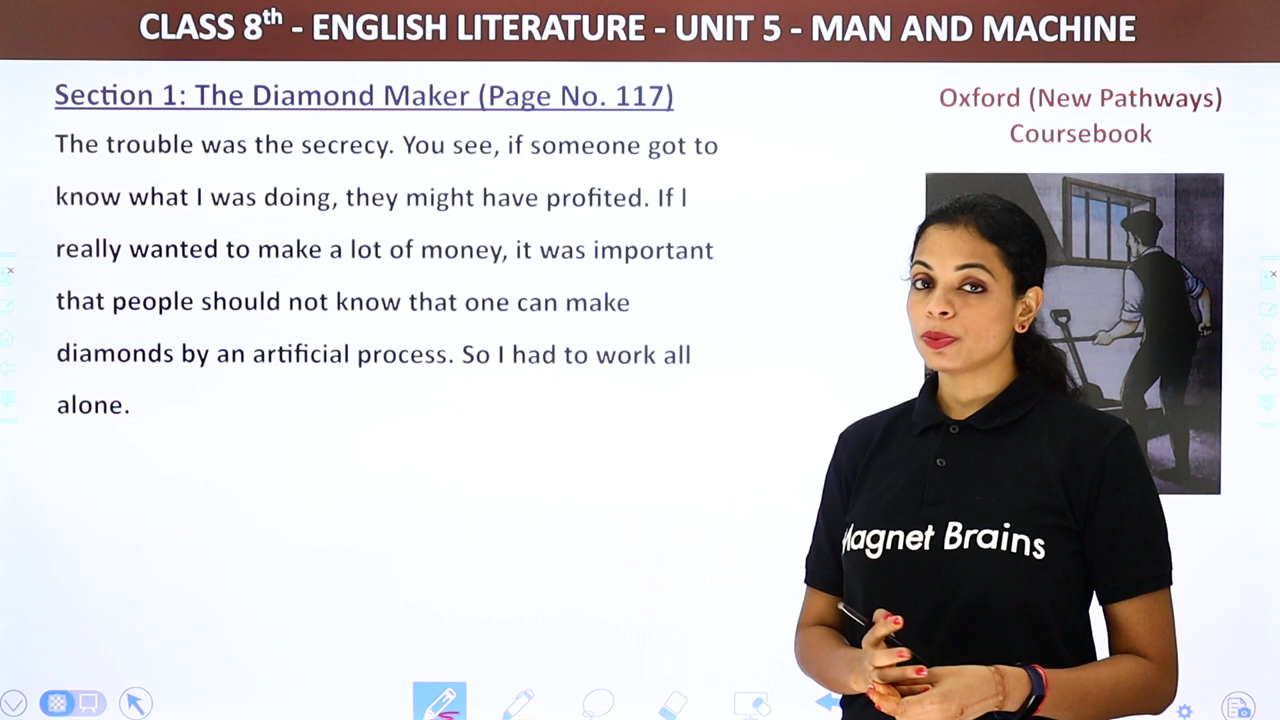 CLASS 8th - ENGLISH LITERATURE - UNIT 5 - MAN AND MACHINE
Section 1: The Diamond Maker (Page No. 117)
Oxford (New Pathways)
Coursebook
The trouble was the secrecy. You see, if someone got to
know what I was doing, they might have profited. If I
really wanted to make a lot of money, it was important
that people should not know that one can make
diamonds by an artificial process. So I had to work all
alone.
Magnet Brains